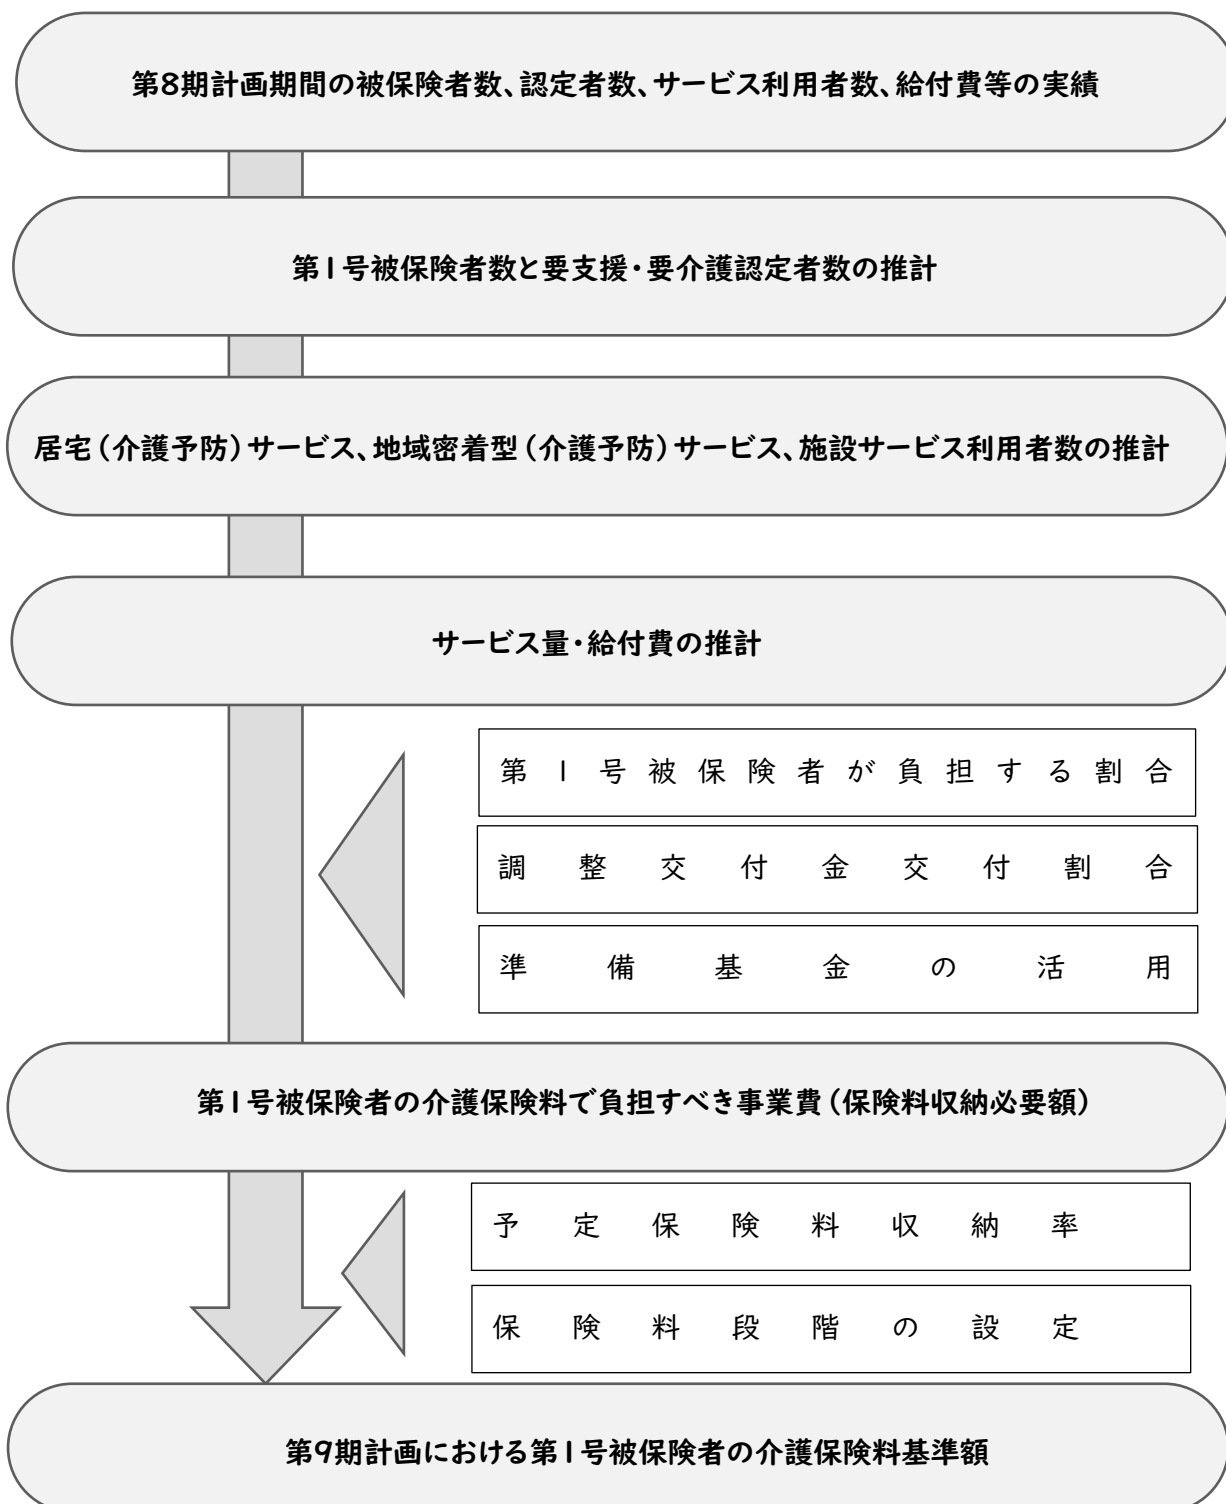 第8期計画期間の被保険者数、認定者数、サービス利用者数、給付費等の実績
第1号被保険者数と要支援・要介護認定者数の推計
居宅（介護予防）サービス、地域密着型（介護予防）サービス、施設サービス利用者数の推計
サービス量・給付費の推計
第1号被保険者が負担する割合
調整交付金交付割合
準備基金の活用
第1号被保険者の介護保険料で負担すべき事業費（保険料収納必要額）
予定保険料収納率
保険料段階の設定
第9期計画における第1号被保険者の介護保険料基準額